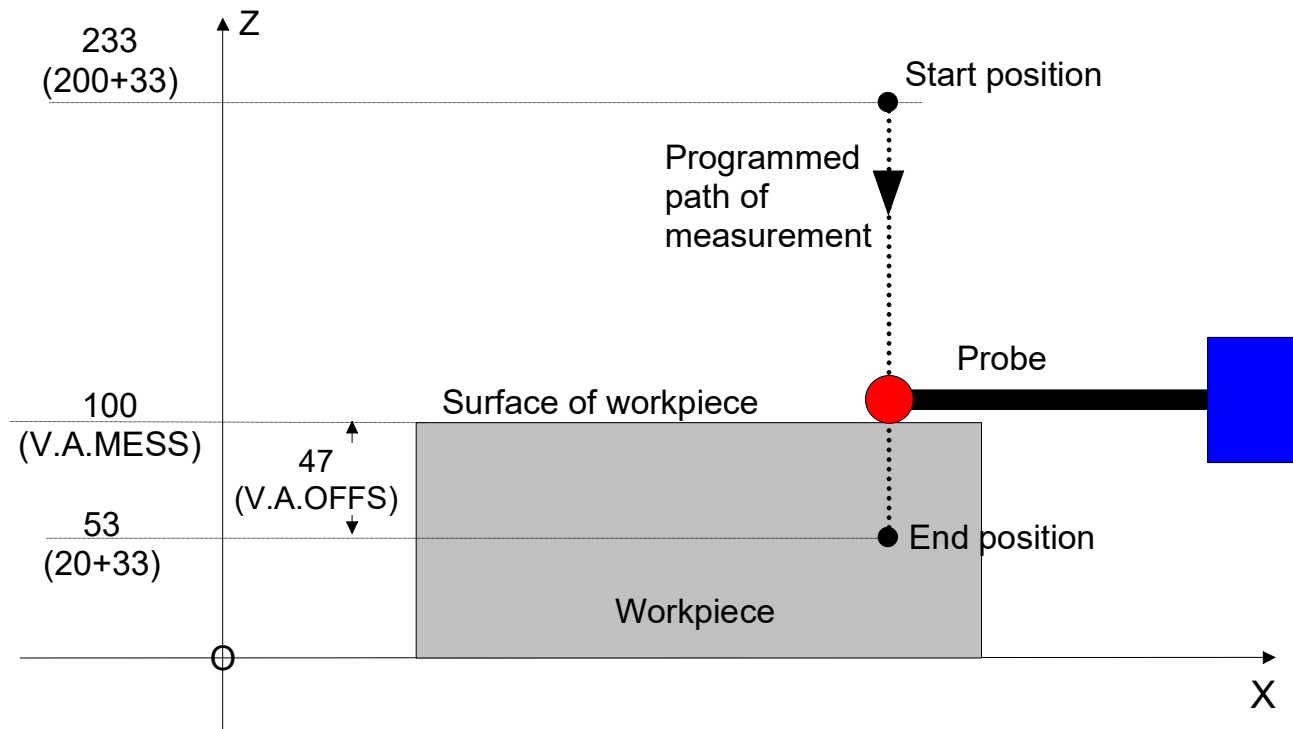 Z
233
(200+33)
Start position
Programmed
path of
measurement
Probe
100
(V.A.MESS)
Surface of workpiece
47
(V.A.OFFS)
53
(20+33)
End position
Workpiece
O
X